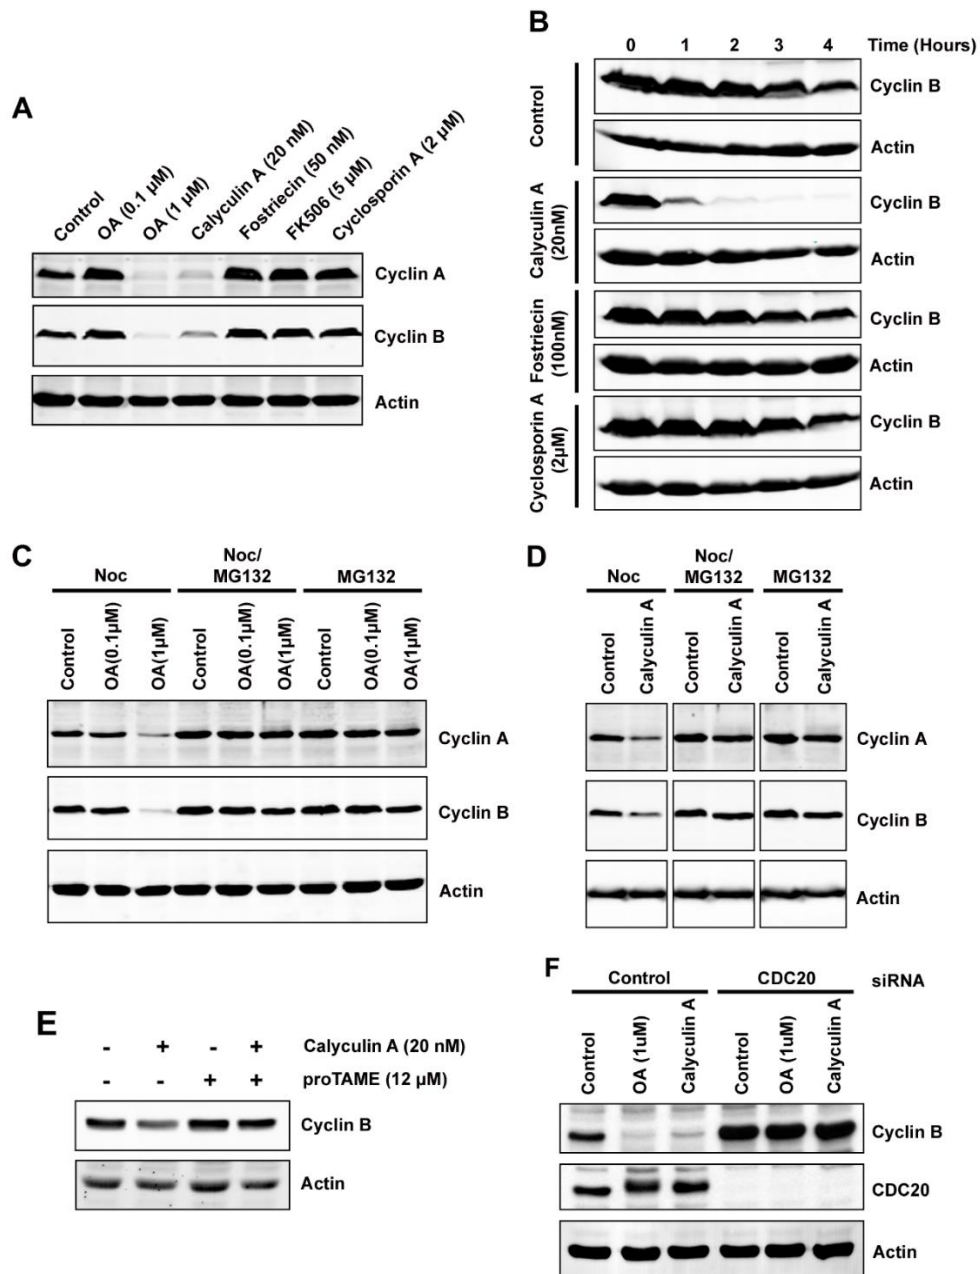 A
Control
OA (0.1 µM)
OA (1 µM)
Calyculin A (20 nM)
Fostriecin (50 nM)
FK506 (5 µM)
Cyclosporin A (2 µM)
Cyclin A
Cyclin B
Actin
B
0 1 2 3 4 Time (Hours)
Control
Cyclin B
Actin
Calyculin A
(20nM)
Cyclin B
Actin
Fostriecin
(100nM)
Cyclin B
Actin
Cyclosporin A
(2µM)
Cyclin B
Actin
C
Noc
Noc/
MG132
MG132
Control
OA(0.1µM)
OA(1µM)
Control
OA(0.1µM)
OA(1µM)
Control
OA(0.1µM)
OA(1µM)
Cyclin A
Cyclin B
Actin
D
Noc
Noc/
MG132
MG132
Control
Calyculin A
Control
Calyculin A
Control
Calyculin A
Cyclin A
Cyclin B
Actin
E
- + - + Calyculin A (20 nM)
- - + + proTAME (12 µM)
Cyclin B
Actin
F
Control CDC20 siRNA
Control
OA (1uM)
Calyculin A
Control
OA (1uM)
Calyculin A
Cyclin B
CDC20
Actin